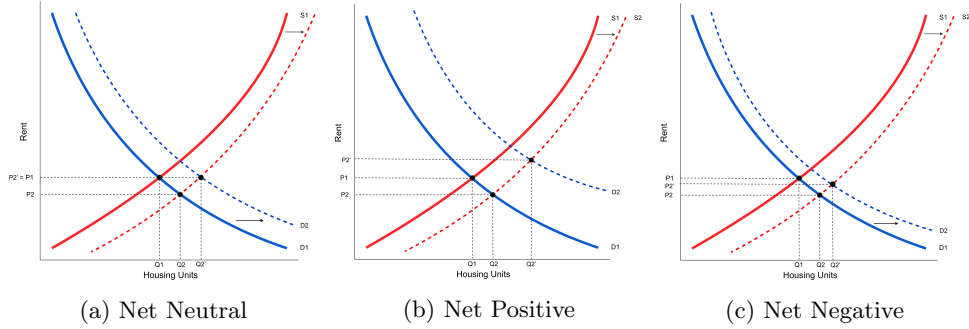 S1
Rent
P2' = P1
P2
D2
D1
Q1 Q2 Q2'
Housing Units
(a) Net Neutral
S1 S2
Rent
P2'
P1
P2
D2
D1
Q1 Q2 Q2'
Housing Units
(b) Net Positive
S1 S2
Rent
P1
P2'
P2
D2
D1
Q1 Q2 Q2'
Housing Units
(c) Net Negative